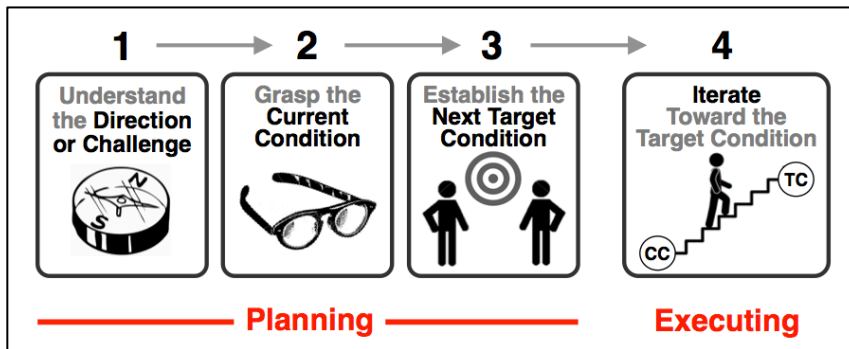 1
2
3
4
Understand
the Direction
or Challenge
N
S
Grasp the
Current
Condition
Establish the
Next Target
Condition
Iterate
Toward the
Target Condition
TC
CC
Planning
Executing